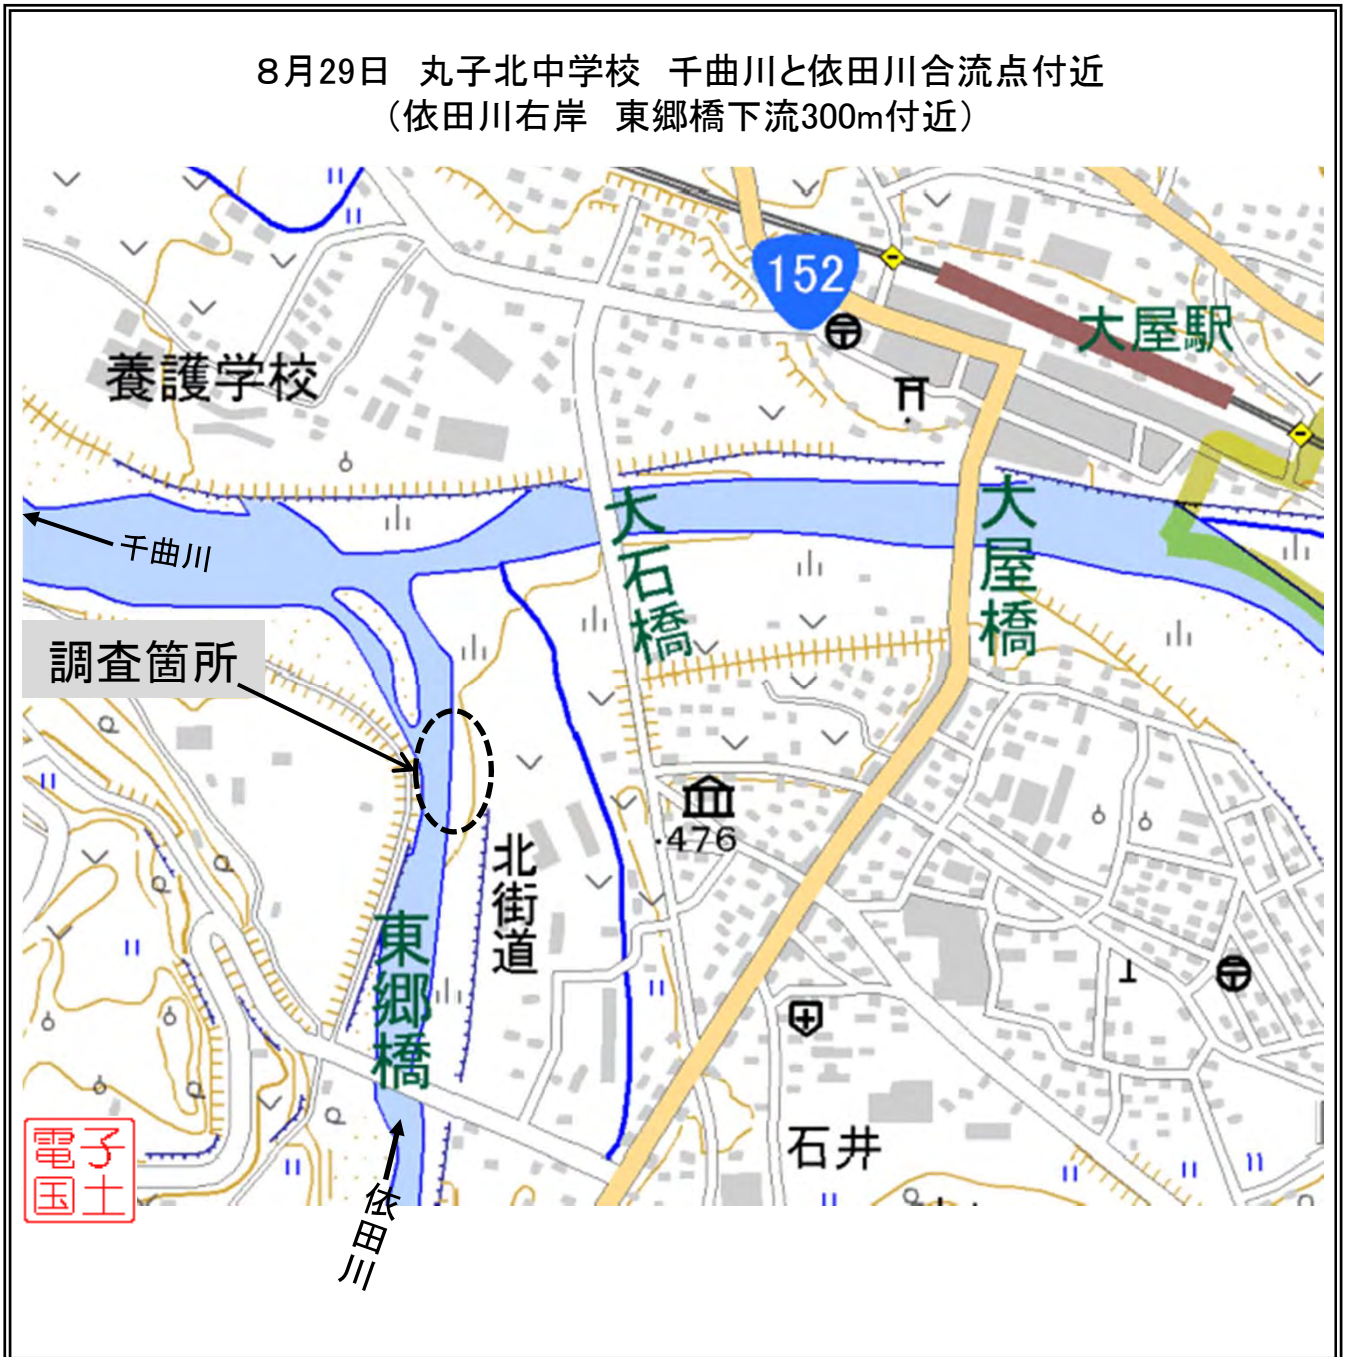 ８月29日　丸子北中学校　千曲川と依田川合流点付近
（依田川右岸　東郷橋下流300m付近）
152
大屋駅
養護学校
千曲川
大石橋
大屋橋
調査箇所
476
北街道
東郷橋
石井
電子
国土
依田川